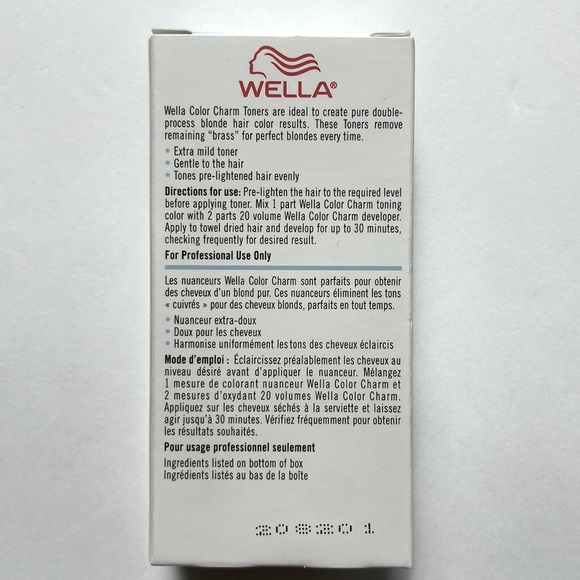 WELLA®
Wella Color Charm Toners are ideal to create pure double-
process blonde hair color results. These Toners remove
remaining "brass" for perfect blondes every time.
• Extra mild toner
• Gentle to the hair
• Tones pre-lightened hair evenly
Directions for use: Pre-lighten the hair to the required level
before applying toner. Mix 1 part Wella Color Charm toning
color with 2 parts 20 volume Wella Color Charm developer.
Apply to towel dried hair and develop for up to 30 minutes,
checking frequently for desired result.
For Professional Use Only
Les nuanceurs Wella Color Charm sont parfaits pour obtenir
des cheveux d'un blond pur. Ces nuanceurs éliminent les tons
« cuivrés » pour des cheveux blonds, parfaits en tout temps.
• Nuanceur extra-doux
• Doux pour les cheveux
• Harmonise uniformément les tons des cheveux éclaircis
Mode d'emploi : Éclaircissez préalablement les cheveux au
niveau désiré avant d'appliquer le nuanceur. Mélangez
1 mesure de colorant nuanceur Wella Color Charm et
2 mesures d'oxydant 20 volumes Wella Color Charm.
Appliquez sur les cheveux séchés à la serviette et laissez
agir jusqu'à 30 minutes. Vérifiez fréquemment pour obtenir
les résultats souhaités.
Pour usage professionnel seulement
Ingredients listed on bottom of box
Ingrédients listés au bas de la boîte